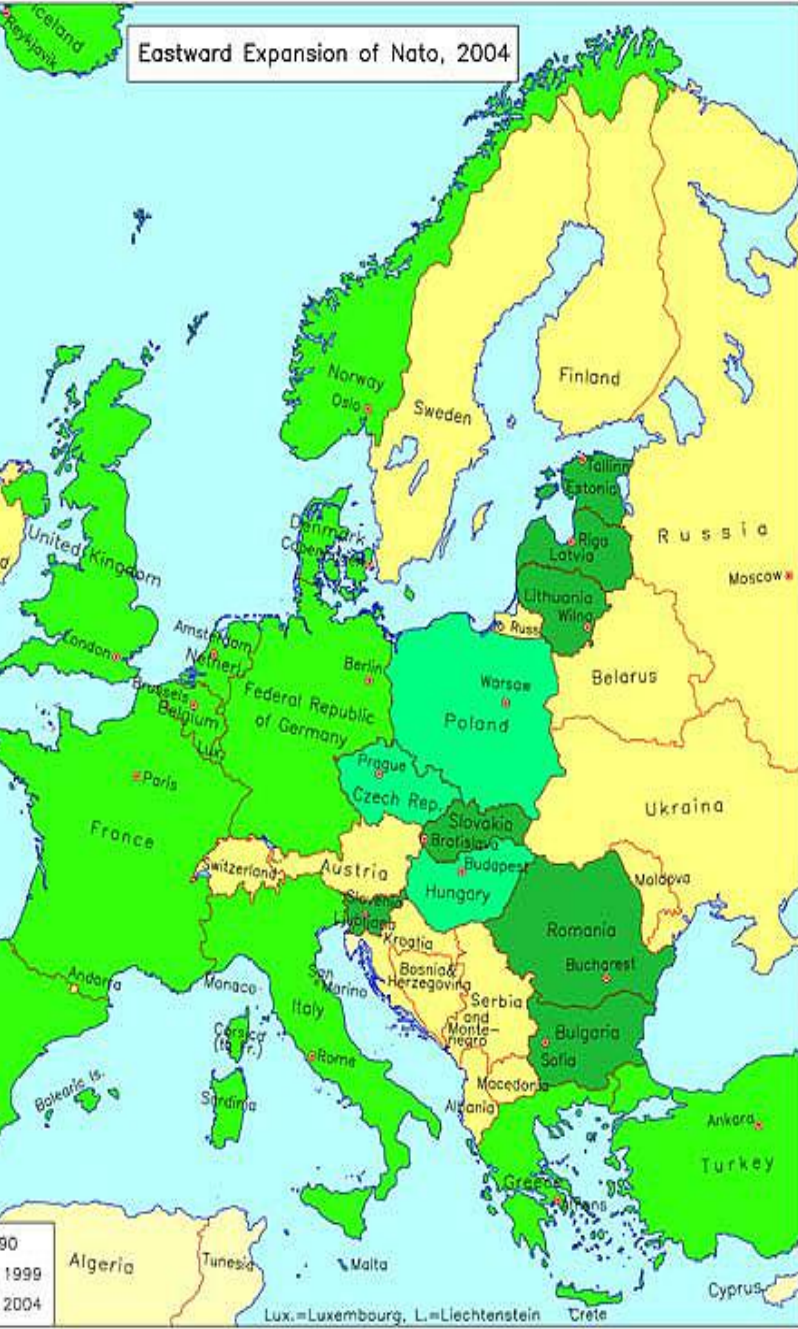 Iceland
Reykjavik
Eastward Expansion of Nato, 2004
Norway
Oslo
Sweden
Finland
Tallinn
Estonia
Riga
Latvia
Russia
Moscow
Lithuania
Wilna
Russ
Belarus
United Kingdom
London
Denmark
Amsterdam
Netherl.
Brussels
Belgium
Lux.
Berlin
Federal Republic
of Germany
Warsaw
Poland
Prague
Czech Rep.
Ukraina
Paris
France
Slovakia
Bratislava
Switzerland
Austria
Budapest
Hungary
Moldova
Slovenia
Ljubljana
Kroatia
Romania
Bucharest
Bosnia&
Herzegovina
Serbia
and
Monte-
negro
Bulgaria
Sofia
Andorra
Monaco
San
Marino
Italy
Corsica
(to Fr.)
Rome
Macedonia
Albania
Balearic Is.
Sardinia
Ankara
Turkey
Greece
90
1999
2004
Algeria
Tunesia
Malta
Cyprus
Lux.=Luxembourg, L.=Liechtenstein
Crete